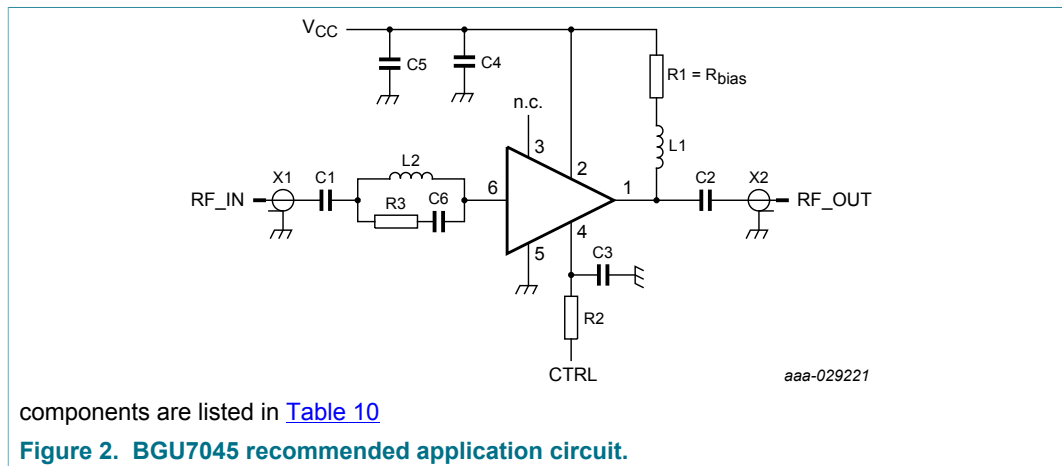 VCC
C5
C4
R1 = Rbias
n.c.
3
L1
L2
X1
C1
2
C2
X2
RF_IN
6
1
RF_OUT
R3
C6
4
5
C3
R2
CTRL
aaa-029221
components are listed in Table 10
Figure 2. BGU7045 recommended application circuit.